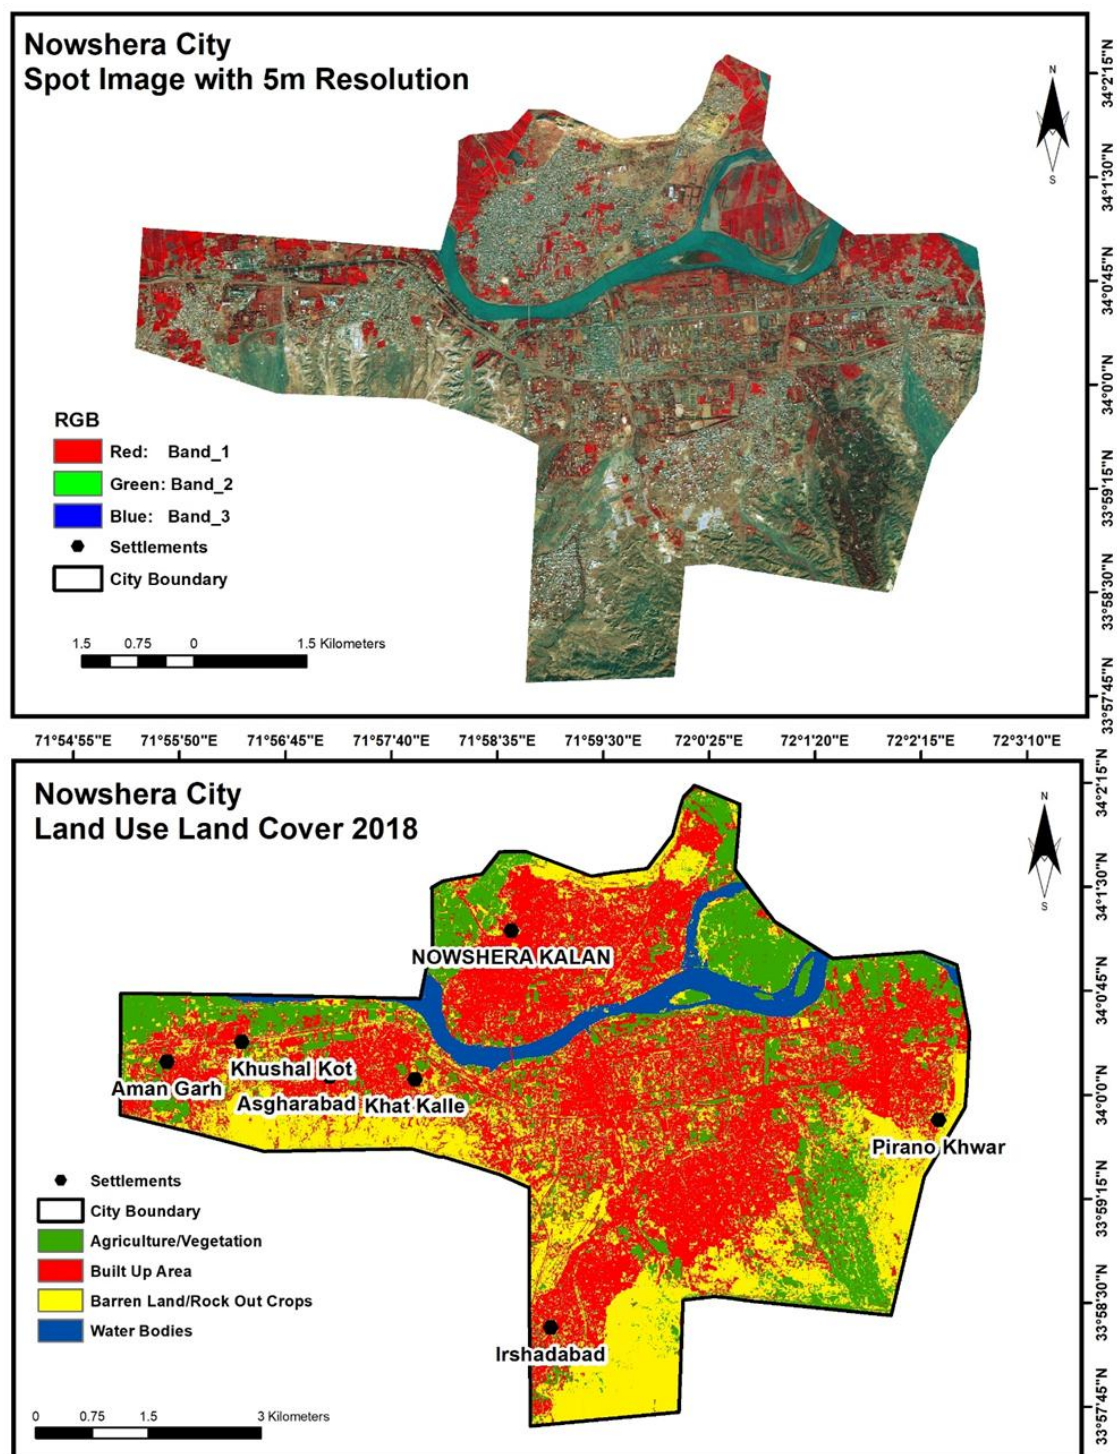 Nowshera City
Spot Image with 5m Resolution
N
S
RGB
Red: Band_1
Green: Band_2
Blue: Band_3
Settlements
City Boundary
1.5 0.75 0 1.5 Kilometers
34°2'15"N
34°1'30"N
34°0'45"N
34°0'0"N
33°59'15"N
33°58'30"N
33°57'45"N
71°54'55"E 71°55'50"E 71°56'45"E 71°57'40"E 71°58'35"E 71°59'30"E 72°0'25"E 72°1'20"E 72°2'15"E 72°3'10"E
Nowshera City
Land Use Land Cover 2018
N
S
NOWSHERA KALAN
Khushal Kot
Aman Garh
Asgharabad
Khat Kalle
Pirano Khwar
Irshadabad
Settlements
City Boundary
Agriculture/Vegetation
Built Up Area
Barren Land/Rock Out Crops
Water Bodies
0 0.75 1.5 3 Kilometers
34°2'15"N
34°1'30"N
34°0'45"N
34°0'0"N
33°59'15"N
33°58'30"N
33°57'45"N